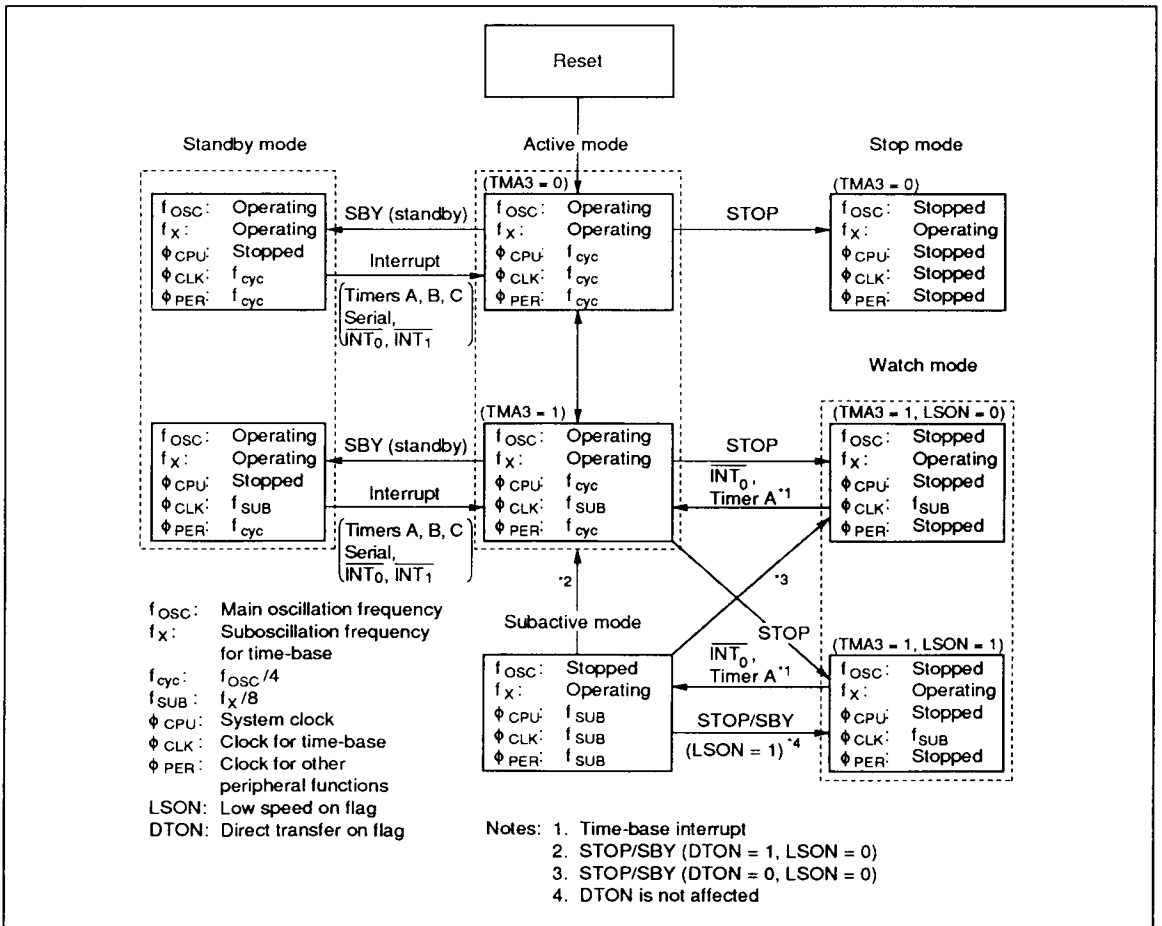 Reset
Standby mode
Active mode
Stop mode
(TMA3 = 0)
(TMA3 = 0)
fOSC: Operating
fX: Operating
ϕCPU: Stopped
ϕCLK: fcyc
ϕPER: fcyc
SBY (standby)
Interrupt
Timers A, B, C
Serial,
INT0, INT1
fOSC: Operating
fX: Operating
ϕCPU: fcyc
ϕCLK: fcyc
ϕPER: fcyc
STOP
fOSC: Stopped
fX: Operating
ϕCPU: Stopped
ϕCLK: Stopped
ϕPER: Stopped
Watch mode
(TMA3 = 1)
(TMA3 = 1, LSON = 0)
fOSC: Operating
fX: Operating
ϕCPU: Stopped
ϕCLK: fSUB
ϕPER: fcyc
SBY (standby)
Interrupt
Timers A, B, C
Serial,
INT0, INT1
fOSC: Operating
fX: Operating
ϕCPU: fcyc
ϕCLK: fSUB
ϕPER: fcyc
STOP
INT0,
Timer A*1
fOSC: Stopped
fX: Operating
ϕCPU: Stopped
ϕCLK: fSUB
ϕPER: Stopped
*2
*3
STOP
Subactive mode
(TMA3 = 1, LSON = 1)
fOSC: Stopped
fX: Operating
ϕCPU: fSUB
ϕCLK: fSUB
ϕPER: fSUB
INT0,
Timer A*1
STOP/SBY
(LSON = 1)*4
fOSC: Stopped
fX: Operating
ϕCPU: Stopped
ϕCLK: fSUB
ϕPER: Stopped
fOSC: Main oscillation frequency
fX: Suboscillation frequency
for time-base
fcyc: fOSC/4
fSUB: fX/8
ϕCPU: System clock
ϕCLK: Clock for time-base
ϕPER: Clock for other
peripheral functions
LSON: Low speed on flag
DTON: Direct transfer on flag
Notes: 1. Time-base interrupt
2. STOP/SBY (DTON = 1, LSON = 0)
3. STOP/SBY (DTON = 0, LSON = 0)
4. DTON is not affected